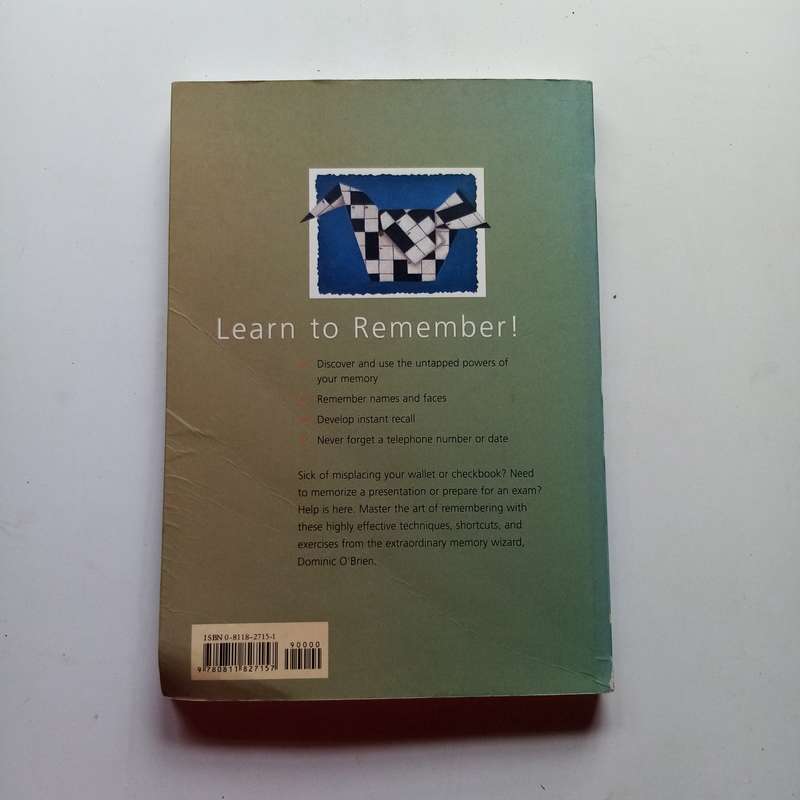 Learn to Remember!
Discover and use the untapped powers of
your memory
Remember names and faces
Develop instant recall
Never forget a telephone number or date
Sick of misplacing your wallet or checkbook? Need
to memorize a presentation or prepare for an exam?
Help is here. Master the art of remembering with
these highly effective techniques, shortcuts, and
exercises from the extraordinary memory wizard,
Dominic O'Brien.
ISBN 0-8118-2715-1
90000
9 780811 827157